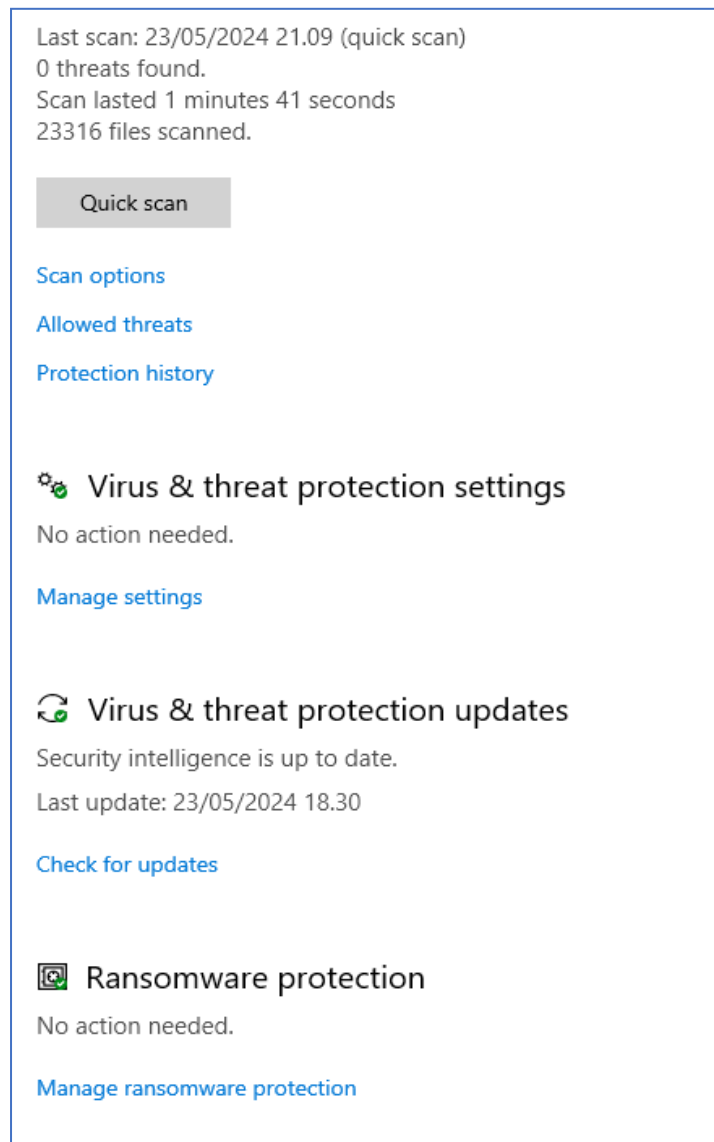 Last scan: 23/05/2024 21.09 (quick scan)
0 threats found.
Scan lasted 1 minutes 41 seconds
23316 files scanned.
Quick scan
Scan options
Allowed threats
Protection history
Virus & threat protection settings
No action needed.
Manage settings
Virus & threat protection updates
Security intelligence is up to date.
Last update: 23/05/2024 18.30
Check for updates
Ransomware protection
No action needed.
Manage ransomware protection